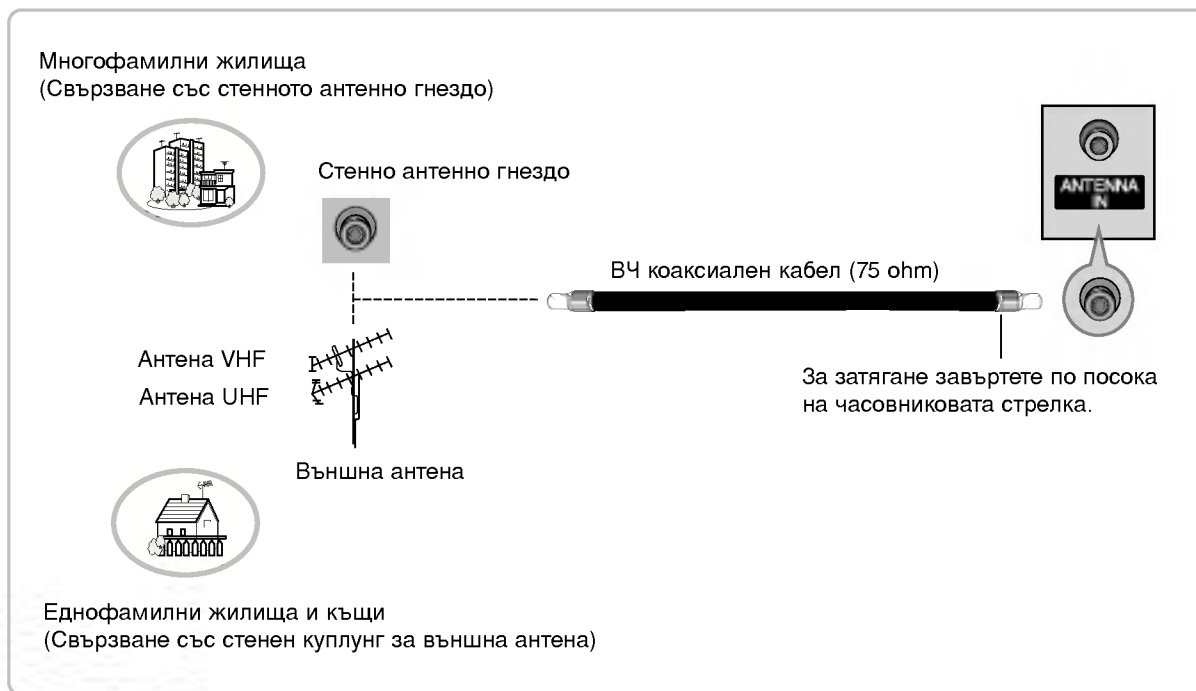 Многофамилни жилища
(Свързване със стенното антенно гнездо)
Стенно антенно гнездо
ANTENNA
IN
ВЧ коаксиален кабел (75 ohm)
Антена VHF
Антена UHF
За затягане завъртете по посока
на часовниковата стрелка.
Външна антена
Еднофамилни жилища и къщи
(Свързване със стенен куплунг за външна антена)